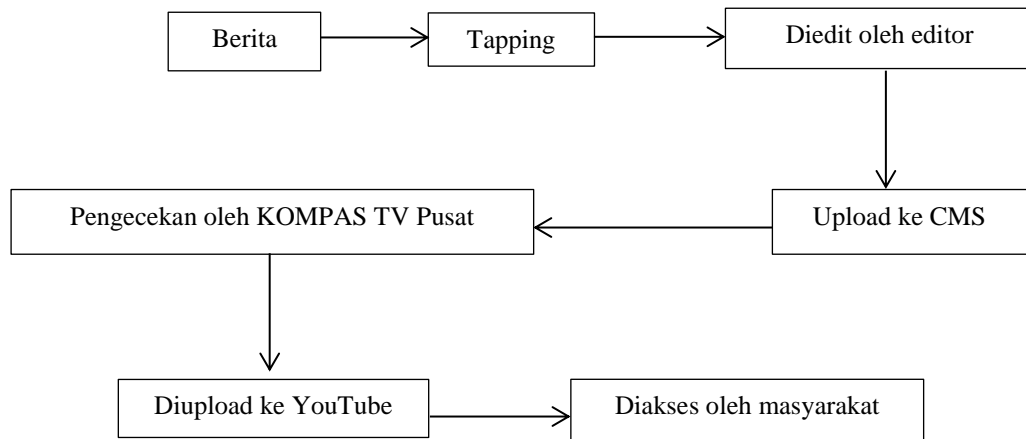 Berita
Tapping
Diedit oleh editor
Upload ke CMS
Pengecekan oleh KOMPAS TV Pusat
Diupload ke YouTube
Diakses oleh masyarakat